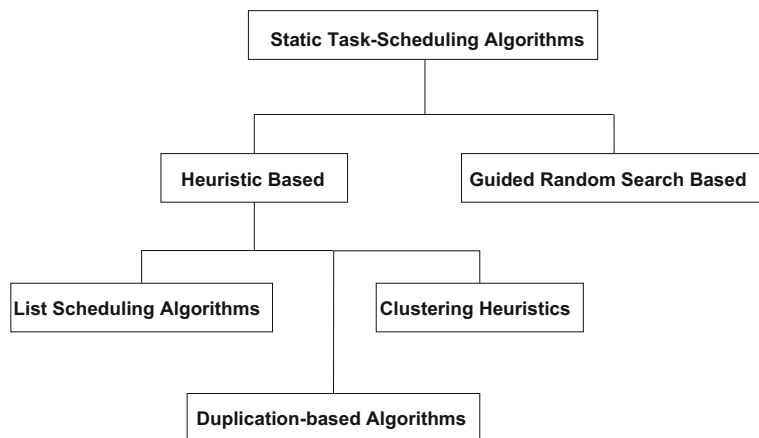 Static Task-Scheduling Algorithms
Heuristic Based
Guided Random Search Based
List Scheduling Algorithms
Clustering Heuristics
Duplication-based Algorithms